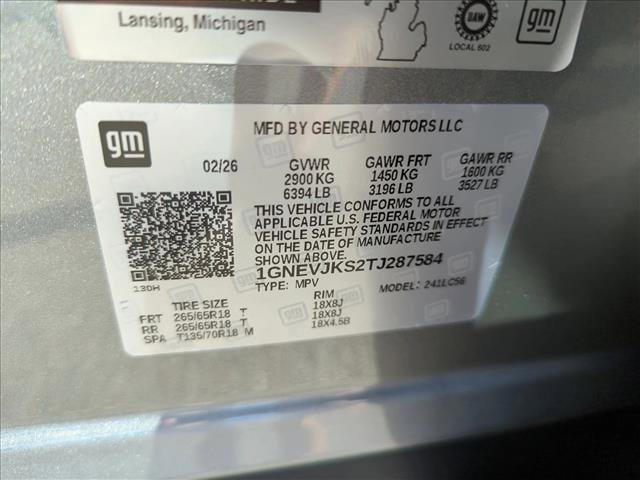 Lansing, Michigan
UAW
LOCAL 602
gm
gm
MFD BY GENERAL MOTORS LLC
02/26 GVWR GAWR FRT GAWR RR
2900 KG 1450 KG 1600 KG
6394 LB 3196 LB 3527 LB
THIS VEHICLE CONFORMS TO ALL
APPLICABLE U.S. FEDERAL MOTOR
VEHICLE SAFETY STANDARDS IN EFFECT
ON THE DATE OF MANUFACTURE
SHOWN ABOVE.
1GNEVJKS2TJ287584
13DH
TYPE: MPV MODEL: 241LC56
TIRE SIZE RIM
FRT 265/65R18 T 18X8J
RR 265/65R18 T 18X8J
SPA T135/70R18 M 18X4.5B